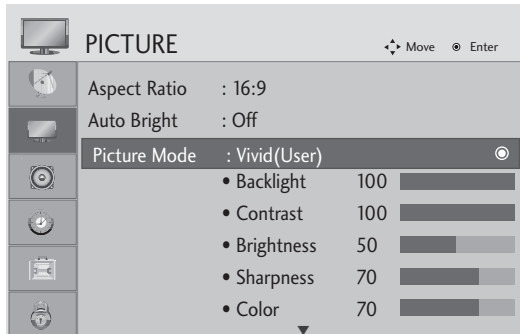 PICTURE
Move Enter
Aspect Ratio : 16:9
Auto Bright : Off
Picture Mode : Vivid(User)
• Backlight 100
• Contrast 100
• Brightness 50
• Sharpness 70
• Color 70